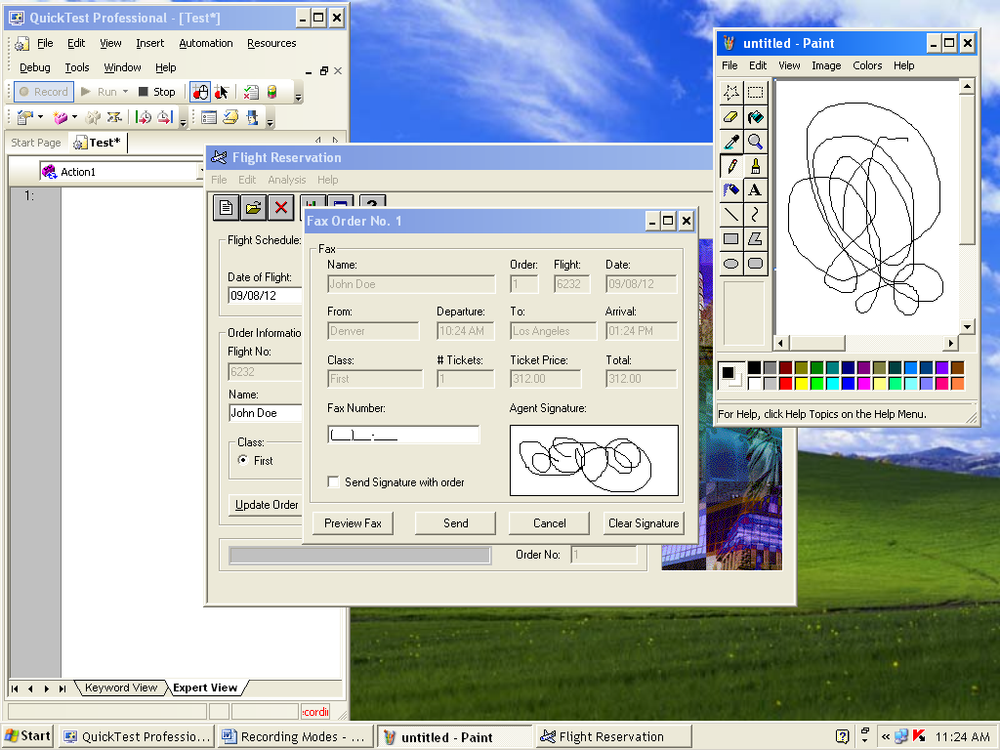 QuickTest Professional - [Test*]
File Edit View Insert Automation Resources
Debug Tools Window Help
Record Run Stop
Start Page Test*
Action1
1:
Keyword View Expert View
cordin
Flight Reservation
File Edit Analysis Help
Flight Schedule:
Date of Flight:
09/08/12
Order Informatio
Flight No:
6232
Name:
John Doe
Class:
First
Update Order
Order No: 1
Fax Order No. 1
Fax
Name: Order: Flight: Date:
John Doe 1 6232 09/08/12
From: Departure: To: Arrival:
Denver 10:24 AM Los Angeles 01:24 PM
Class: # Tickets: Ticket Price: Total:
First 1 312.00 312.00
Fax Number: Agent Signature:
(___)___-____
Send Signature with order
Preview Fax Send Cancel Clear Signature
untitled - Paint
File Edit View Image Colors Help
A
For Help, click Help Topics on the Help Menu.
Start QuickTest Professio... Recording Modes - ... untitled - Paint Flight Reservation 11:24 AM